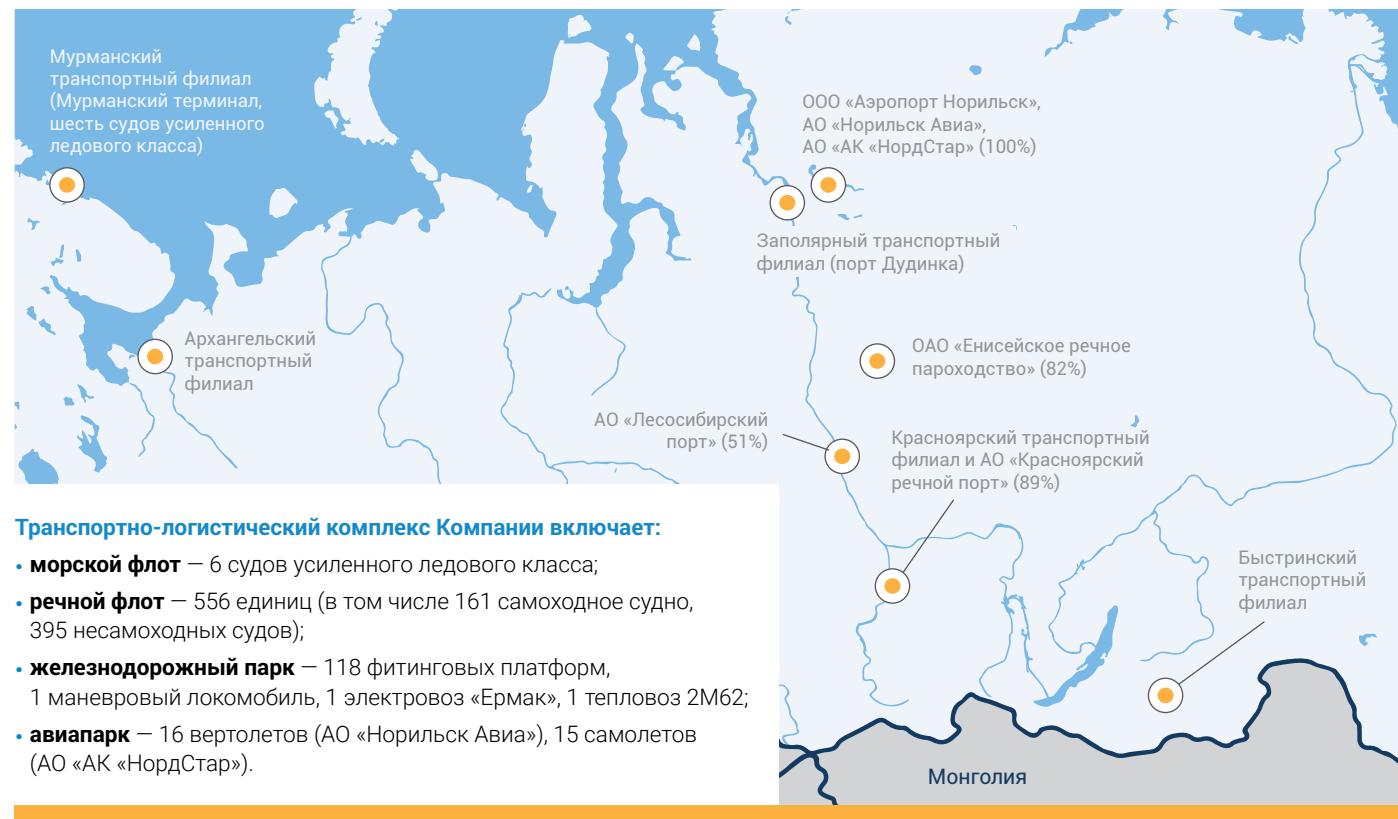 Мурманский
транспортный филиал
(Мурманский терминал,
шесть судов усиленного
ледового класса)
ООО «Аэропорт Норильск»,
АО «Норильск Авиа»,
АО «АК «НордСтар» (100%)
Заполярный транспортный
филиал (порт Дудинка)
Архангельский
транспортный
филиал
ОАО «Енисейское речное
пароходство» (82%)
АО «Лесосибирский
порт» (51%)
Красноярский транспортный
филиал и АО «Красноярский
речной порт» (89%)
Быстринский
транспортный
филиал
Монголия
Транспортно-логистический комплекс Компании включает:
• морской флот — 6 судов усиленного ледового класса;
• речной флот — 556 единиц (в том числе 161 самоходное судно,
395 несамоходных судов);
• железнодорожный парк — 118 фитинговых платформ,
1 маневровый локомобиль, 1 электровоз «Ермак», 1 тепловоз 2М62;
• авиапарк — 16 вертолетов (АО «Норильск Авиа»), 15 самолетов
(АО «АК «НордСтар»).